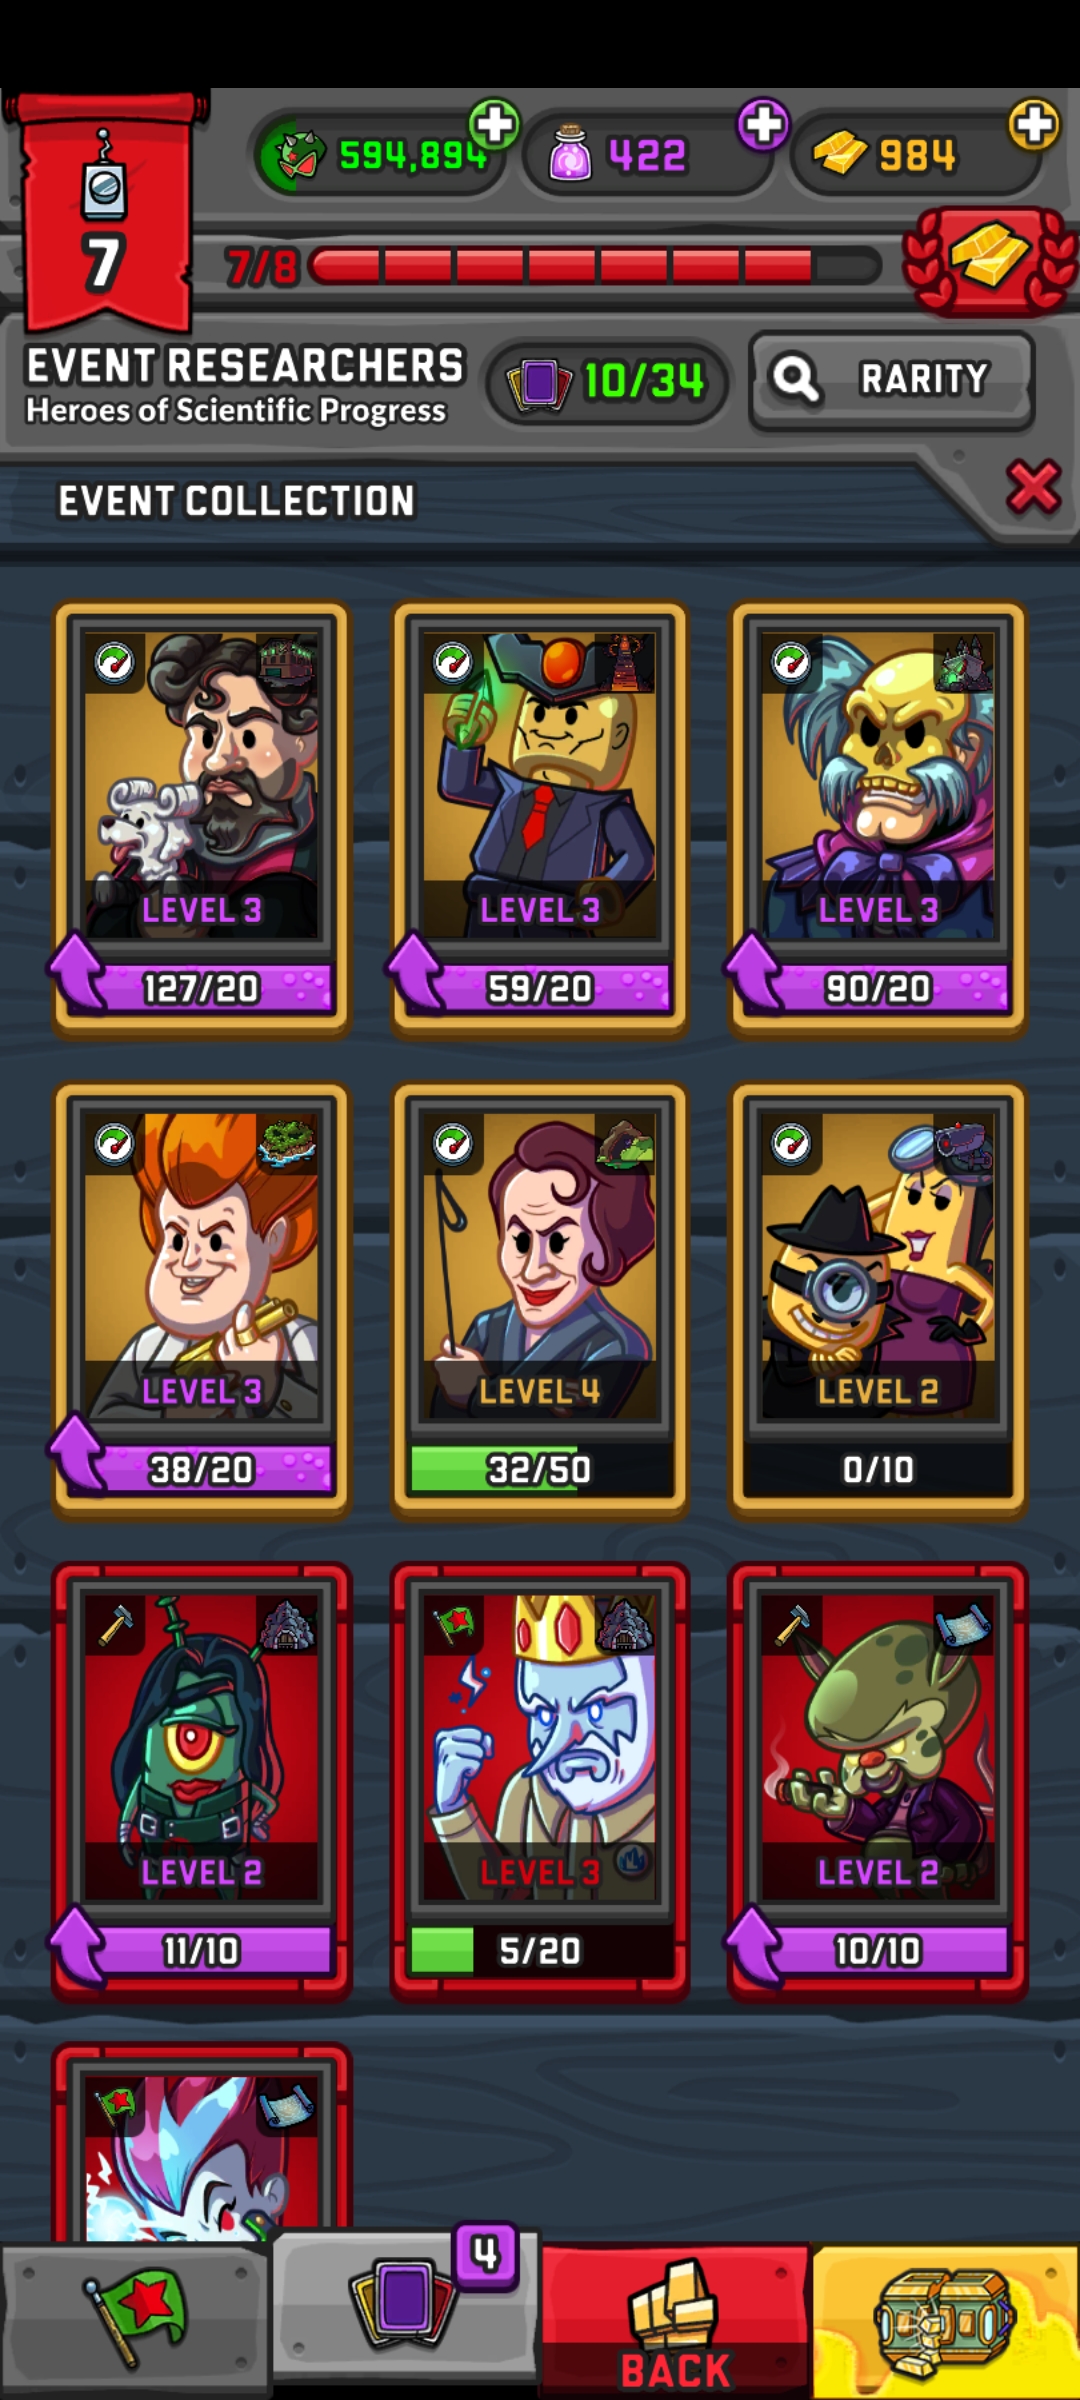 594,894
422
984
7
7/8
EVENT RESEARCHERS
Heroes of Scientific Progress
10/34
RARITY
EVENT COLLECTION
LEVEL 3
LEVEL 3
LEVEL 3
127/20
59/20
90/20
LEVEL 3
LEVEL 4
LEVEL 2
38/20
32/50
0/10
LEVEL 2
LEVEL 3
LEVEL 2
11/10
5/20
10/10
4
BACK